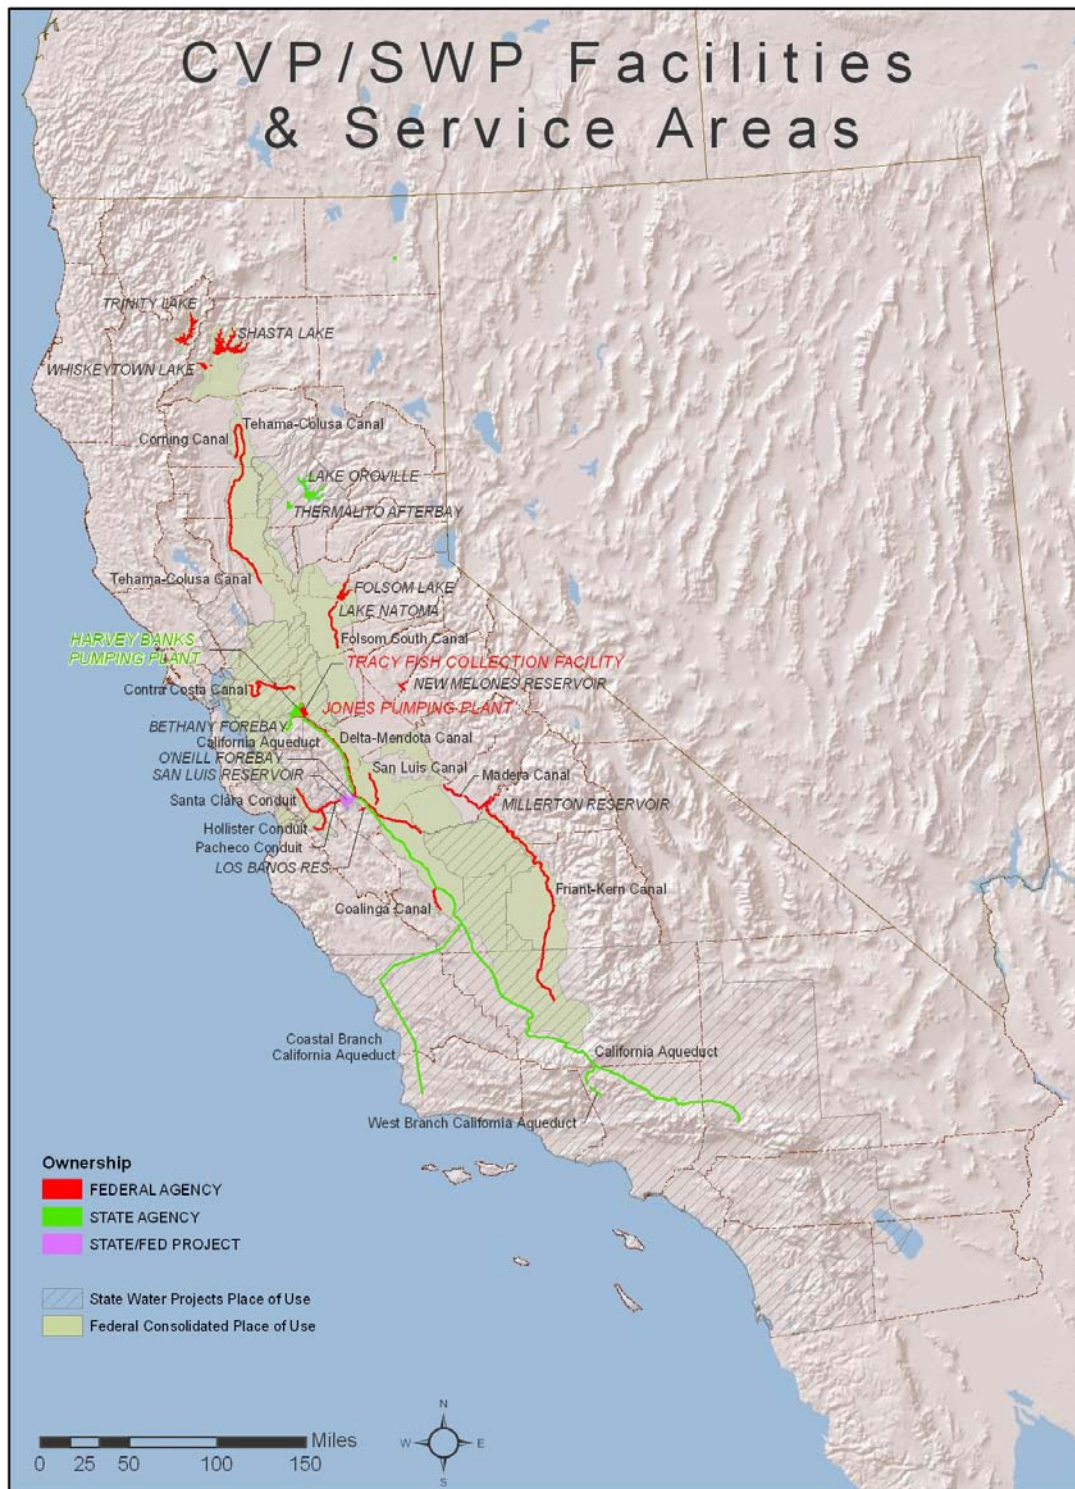 CVP/SWP Facilities
& Service Areas
TRINITY LAKE
SHASTA LAKE
WHISKEYTOWN LAKE
Tehama-Colusa Canal
Corning Canal
LAKE OROVILLE
THERMALITO AFTERBAY
Tehama-Colusa Canal
FOLSOM LAKE
LAKE NATOMA
Folsom South Canal
HARVEY BANKS
PUMPING PLANT
TRACY FISH COLLECTION FACILITY
NEW MELONES RESERVOIR
Contra Costa Canal
JONES PUMPING PLANT
BETHANY FOREBAY
California Aqueduct
Delta-Mendota Canal
O'NEILL FOREBAY
SAN LUIS RESERVOIR
San Luis Canal
Madera Canal
Santa Clara Conduit
MILLERTON RESERVOIR
Hollister Conduit
Pacheco Conduit
LOS BANOS RES
Friant-Kern Canal
Coalinga Canal
Coastal Branch
California Aqueduct
California Aqueduct
West Branch California Aqueduct
Ownership
FEDERAL AGENCY
STATE AGENCY
STATE/FED PROJECT
State Water Projects Place of Use
Federal Consolidated Place of Use
N
W E
S
Miles
0 25 50 100 150